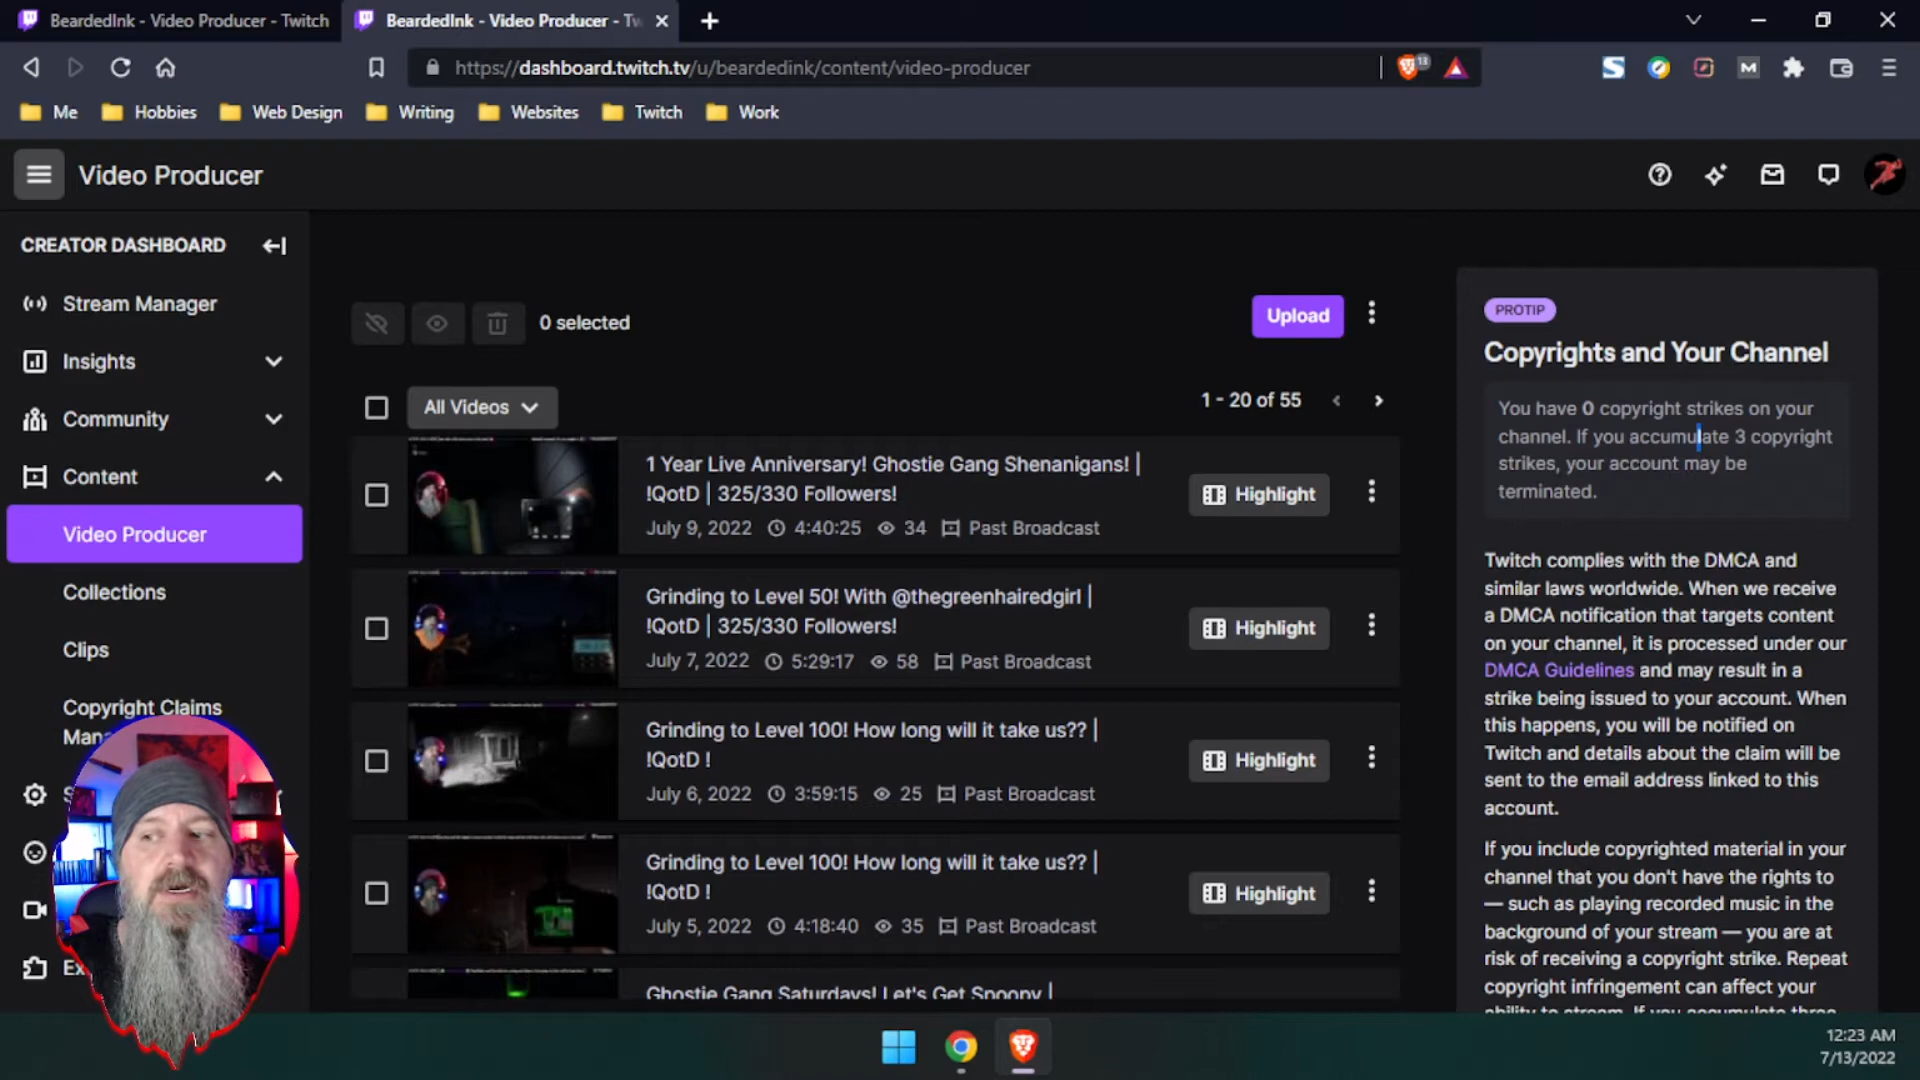 BeardedInk - Video Producer - Twitch
BeardedInk - Video Producer - Tw
https://dashboard.twitch.tv/u/beardedink/content/video-producer
13
Me
Hobbies
Web Design
Writing
Websites
Twitch
Work
Video Producer
CREATOR DASHBOARD
Stream Manager
Insights
Community
Content
Video Producer
Collections
Clips
Copyright Claims
0 selected
Upload
All Videos
1 - 20 of 55
1 Year Live Anniversary! Ghostie Gang Shenanigans! |
!QotD | 325/330 Followers!
July 9, 2022 4:40:25 34 Past Broadcast
Highlight
Grinding to Level 50! With @thegreenhairedgirl |
!QotD | 325/330 Followers!
July 7, 2022 5:29:17 58 Past Broadcast
Highlight
Grinding to Level 100! How long will it take us?? |
!QotD !
July 6, 2022 3:59:15 25 Past Broadcast
Highlight
Grinding to Level 100! How long will it take us?? |
!QotD !
July 5, 2022 4:18:40 35 Past Broadcast
Highlight
Ghostie Gang Saturdays! Let's Get Spoopy |
PROTIP
Copyrights and Your Channel
You have 0 copyright strikes on your
channel. If you accumulate 3 copyright
strikes, your account may be
terminated.
Twitch complies with the DMCA and
similar laws worldwide. When we receive
a DMCA notification that targets content
on your channel, it is processed under our
DMCA Guidelines and may result in a
strike being issued to your account. When
this happens, you will be notified on
Twitch and details about the claim will be
sent to the email address linked to this
account.
If you include copyrighted material in your
channel that you don't have the rights to
— such as playing recorded music in the
background of your stream — you are at
risk of receiving a copyright strike. Repeat
copyright infringement can affect your
ability to stream. If you accumulate three
12:23 AM
7/13/2022